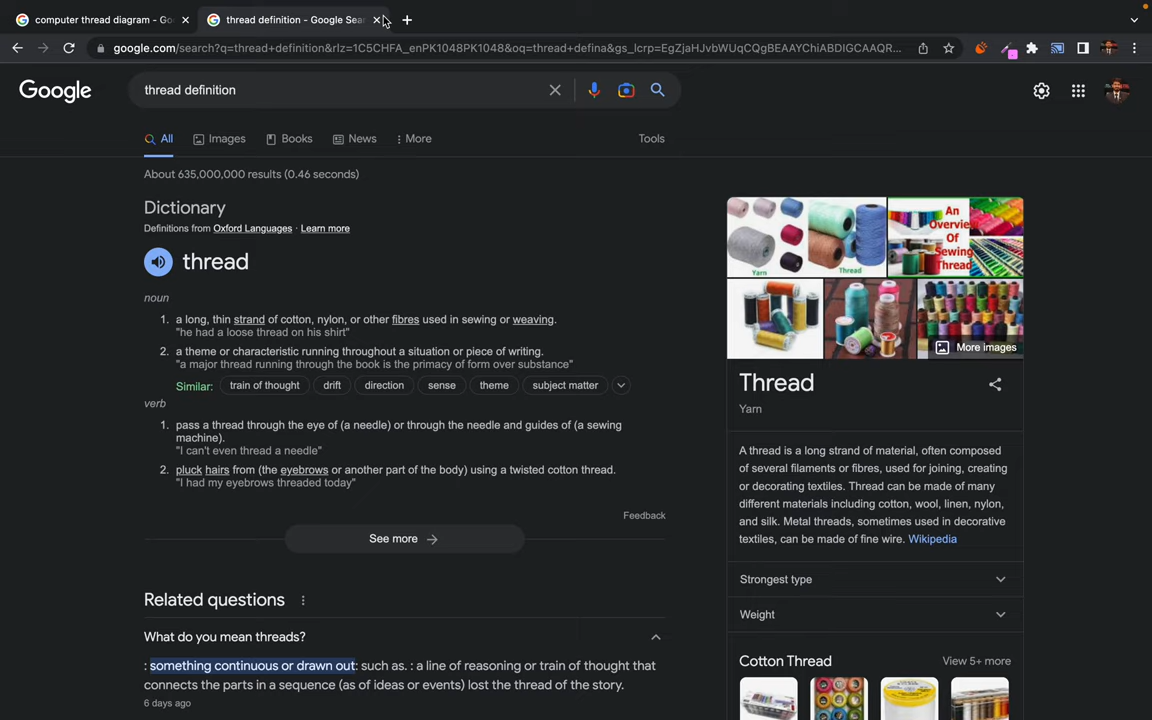 computer thread diagram - Go
thread definition - Google Sea
google.com/search?q=thread+definition&rlz=1C5CHFA_enPK1048PK1048&oq=thread+defina&gs_lcrp=EgZjaHJvbWUqCQgBEAAYChiABDIGCAAQR...
Google
thread definition
All
Images
Books
News
More
Tools
About 635,000,000 results (0.46 seconds)
Dictionary
Definitions from Oxford Languages · Learn more
thread
noun
1. a long, thin strand of cotton, nylon, or other fibres used in sewing or weaving.
"he had a loose thread on his shirt"
2. a theme or characteristic running throughout a situation or piece of writing.
"a major thread running through the book is the primacy of form over substance"
Similar: train of thought drift direction sense theme subject matter
verb
1. pass a thread through the eye of (a needle) or through the needle and guides of (a sewing
machine).
"I can't even thread a needle"
2. pluck hairs from (the eyebrows or another part of the body) using a twisted cotton thread.
"I had my eyebrows threaded today"
Feedback
See more
Related questions
What do you mean threads?
: something continuous or drawn out: such as. : a line of reasoning or train of thought that
connects the parts in a sequence (as of ideas or events) lost the thread of the story.
6 days ago
Yarn
Thread
An
Overview
Of
Sewing
Thread
More images
Thread
Yarn
A thread is a long strand of material, often composed
of several filaments or fibres, used for joining, creating
or decorating textiles. Thread can be made of many
different materials including cotton, wool, linen, nylon,
and silk. Metal threads, sometimes used in decorative
textiles, can be made of fine wire. Wikipedia
Strongest type
Weight
Cotton Thread
View 5+ more